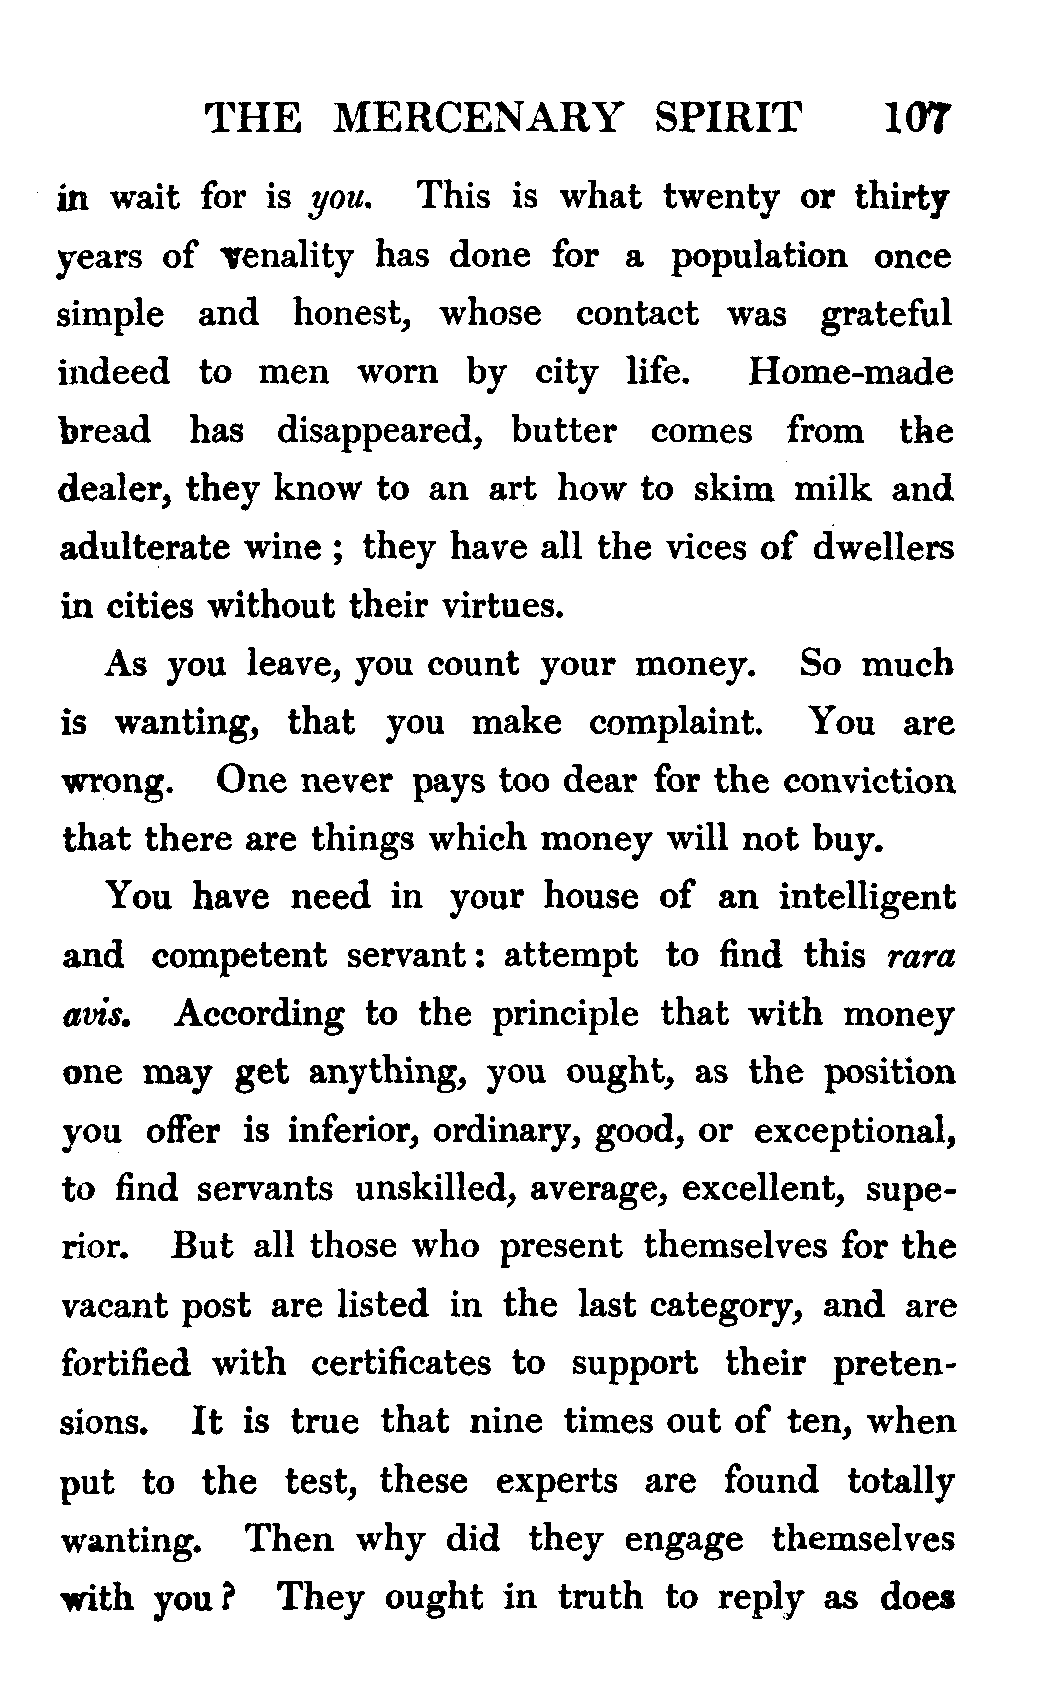 THE MERCENARY SPIRIT 107
in wait for is you. This is what twenty or thirty
years of venality has done for a population once
simple and honest, whose contact was grateful
indeed to men worn by city life. Home-made
bread has disappeared, butter comes from the
dealer, they know to an art how to skim milk and
adulterate wine ; they have all the vices of dwellers
in cities without their virtues.
As you leave, you count your money. So much
is wanting, that you make complaint. You are
wrong. One never pays too dear for the conviction
that there are things which money will not buy.
You have need in your house of an intelligent
and competent servant : attempt to find this rara
avis. According to the principle that with money
one may get anything, you ought, as the position
you offer is inferior, ordinary, good, or exceptional,
to find servants unskilled, average, excellent, supe-
rior. But all those who present themselves for the
vacant post are listed in the last category, and are
fortified with certificates to support their preten-
sions. It is true that nine times out of ten, when
put to the test, these experts are found totally
wanting. Then why did they engage themselves
with you ? They ought in truth to reply as does